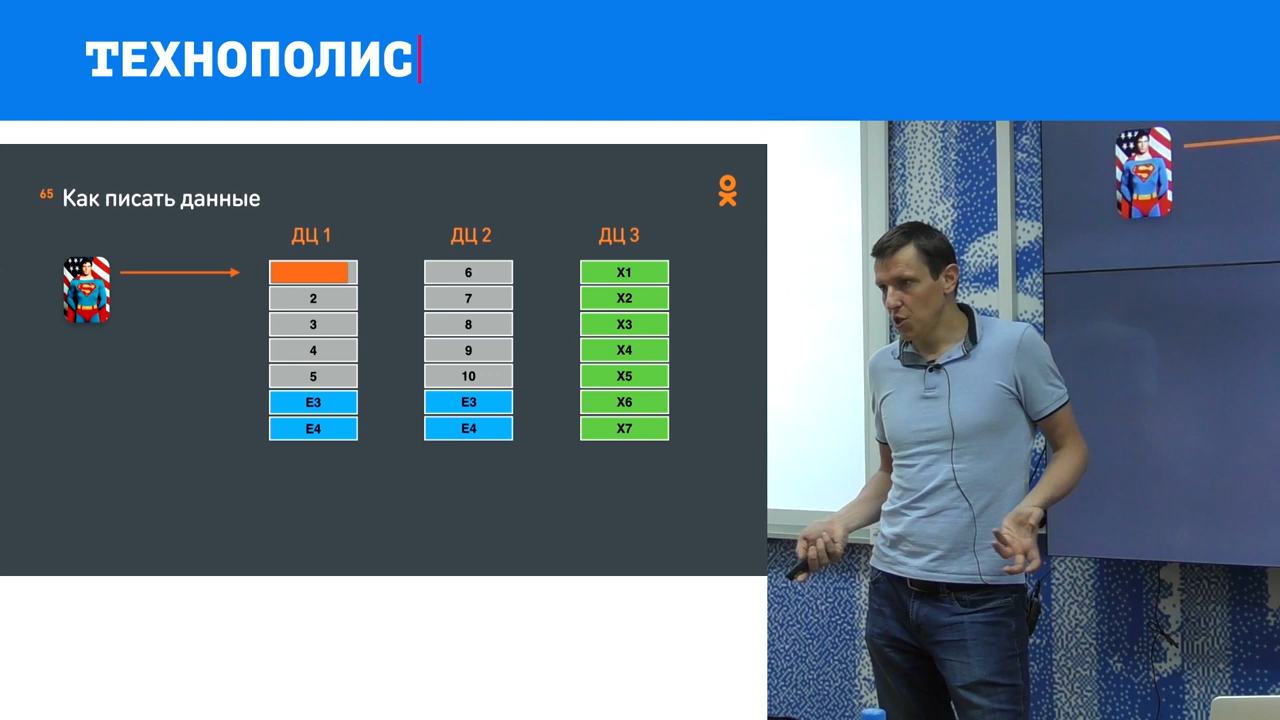 ТЕХНОПОЛИС
65 Как писать данные
ДЦ 1 ДЦ 2 ДЦ 3
6 X1
2 7 X2
3 8 X3
4 9 X4
5 10 X5
E3 E3 X6
E4 E4 X7